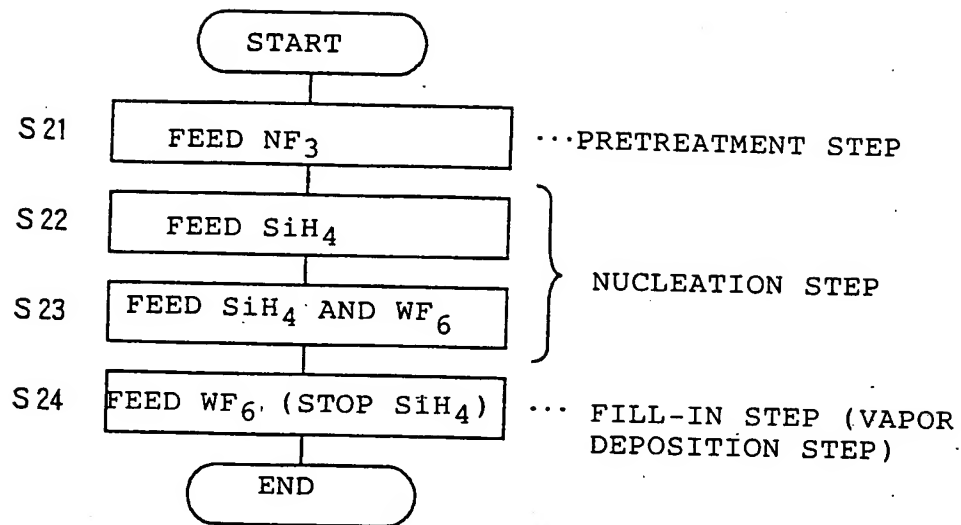 START
S21 FEED NF₃ ···PRETREATMENT STEP
S22 FEED SiH₄
NUCLEATION STEP
S23 FEED SiH₄ AND WF₆
S24 FEED WF₆. (STOP SiH₄) ··· FILL-IN STEP (VAPOR
DEPOSITION STEP)
END